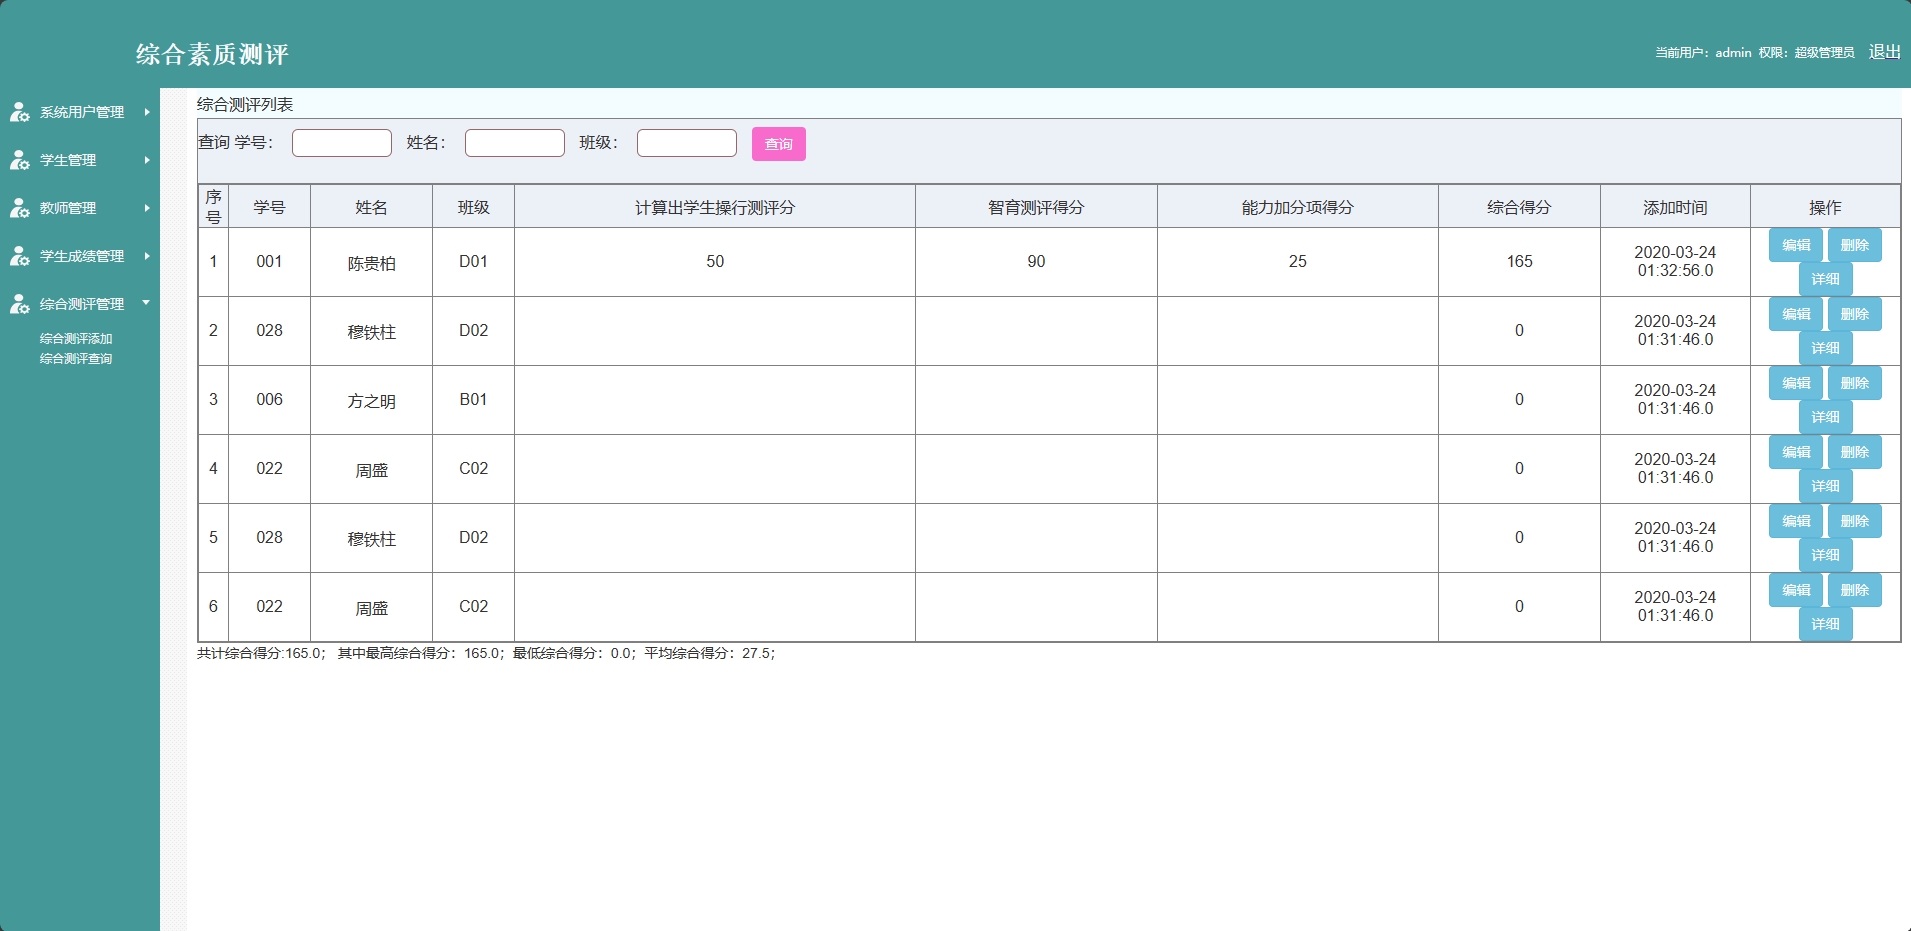 综合素质测评
当前用户：admin 权限：超级管理员 退出
系统用户管理
学生管理
教师管理
学生成绩管理
综合测评管理
综合测评添加
综合测评查询
综合测评列表
查询 学号： 姓名： 班级： 查询
序号 学号 姓名 班级 计算出学生操行测评分 智育测评得分 能力加分项得分 综合得分 添加时间 操作
1 001 陈贵柏 D01 50 90 25 165 2020-03-24 01:32:56.0 编辑 删除 详细
2 028 穆铁柱 D02 0 2020-03-24 01:31:46.0 编辑 删除 详细
3 006 方之明 B01 0 2020-03-24 01:31:46.0 编辑 删除 详细
4 022 周盛 C02 0 2020-03-24 01:31:46.0 编辑 删除 详细
5 028 穆铁柱 D02 0 2020-03-24 01:31:46.0 编辑 删除 详细
6 022 周盛 C02 0 2020-03-24 01:31:46.0 编辑 删除 详细
共计综合得分:165.0； 其中最高综合得分：165.0；最低综合得分：0.0；平均综合得分：27.5；